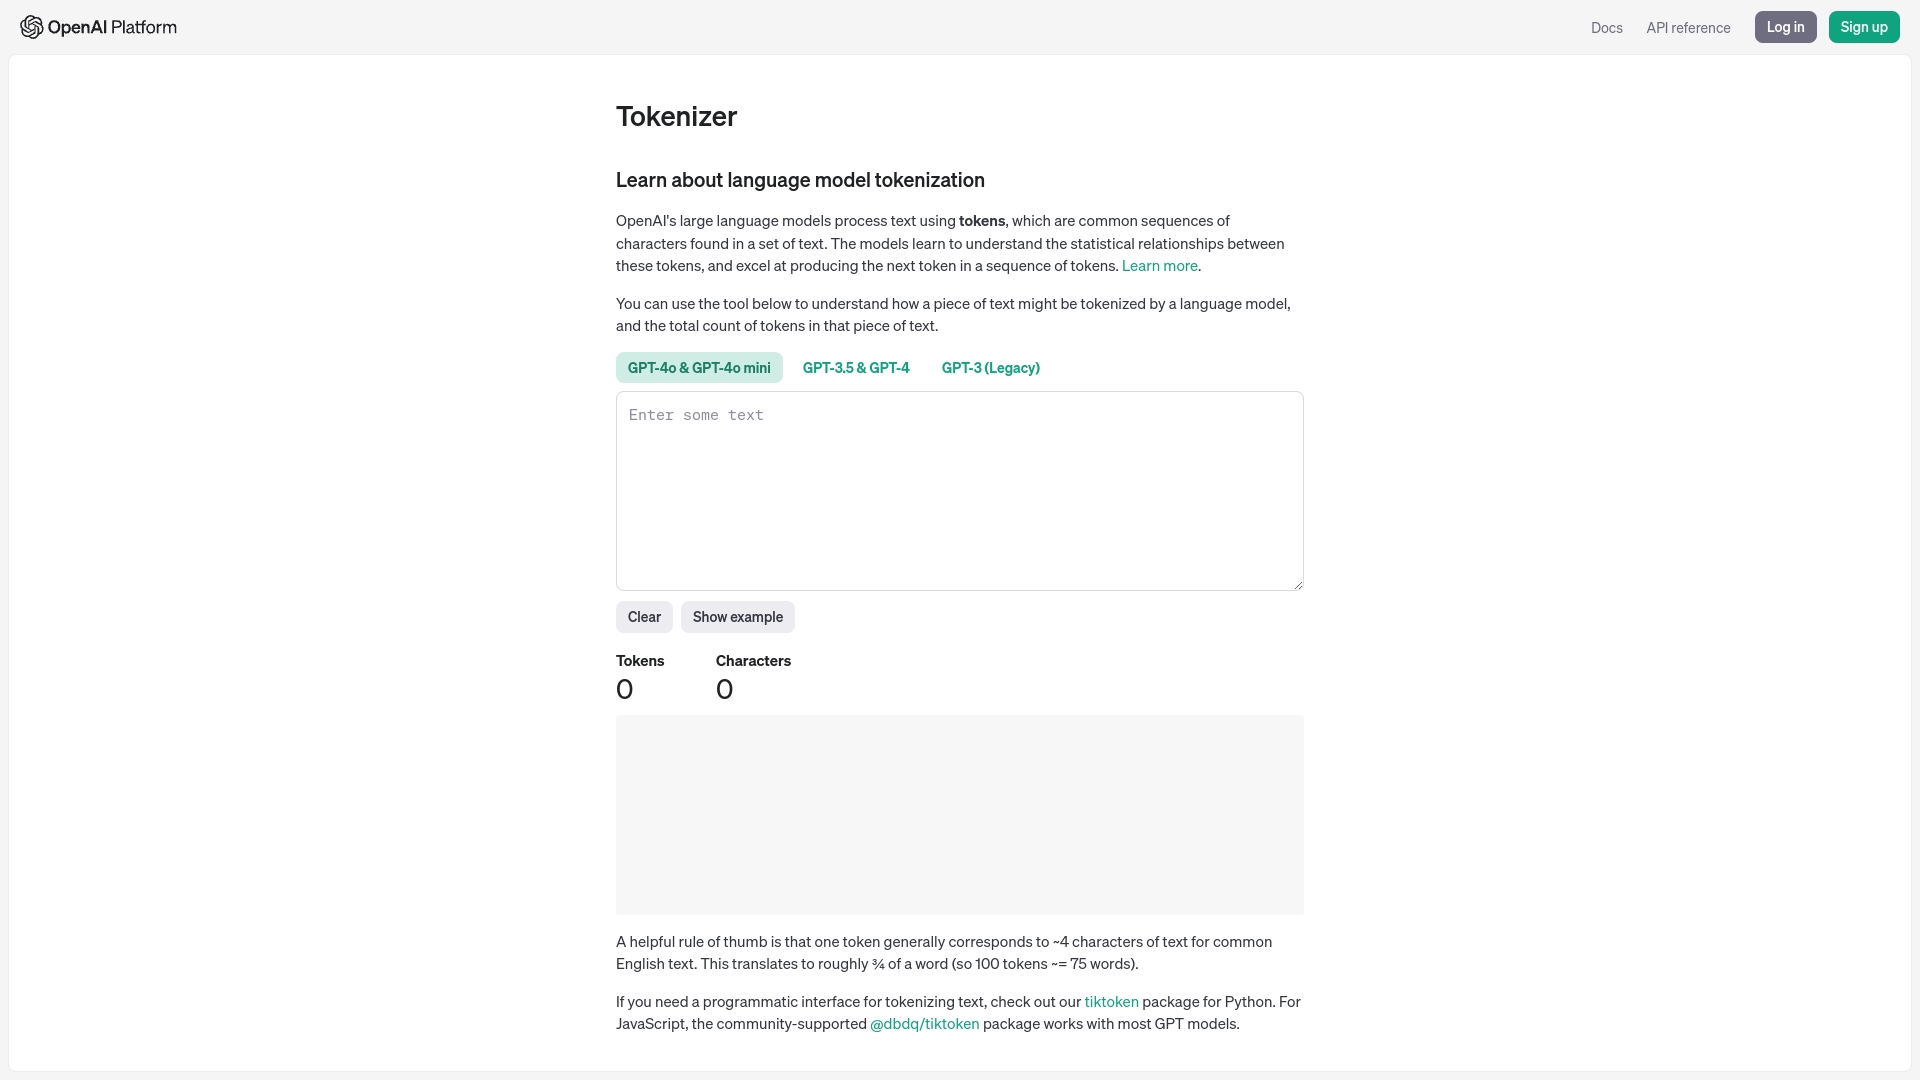 OpenAI Platform
Docs
API reference
Log in
Sign up
Tokenizer
Learn about language model tokenization
OpenAI's large language models process text using tokens, which are common sequences of
characters found in a set of text. The models learn to understand the statistical relationships between
these tokens, and excel at producing the next token in a sequence of tokens. Learn more.
You can use the tool below to understand how a piece of text might be tokenized by a language model,
and the total count of tokens in that piece of text.
GPT-4o & GPT-4o mini
GPT-3.5 & GPT-4
GPT-3 (Legacy)
Enter some text
Clear
Show example
Tokens
Characters
0
0
A helpful rule of thumb is that one token generally corresponds to ~4 characters of text for common
English text. This translates to roughly ¾ of a word (so 100 tokens ~= 75 words).
If you need a programmatic interface for tokenizing text, check out our tiktoken package for Python. For
JavaScript, the community-supported @dbdq/tiktoken package works with most GPT models.